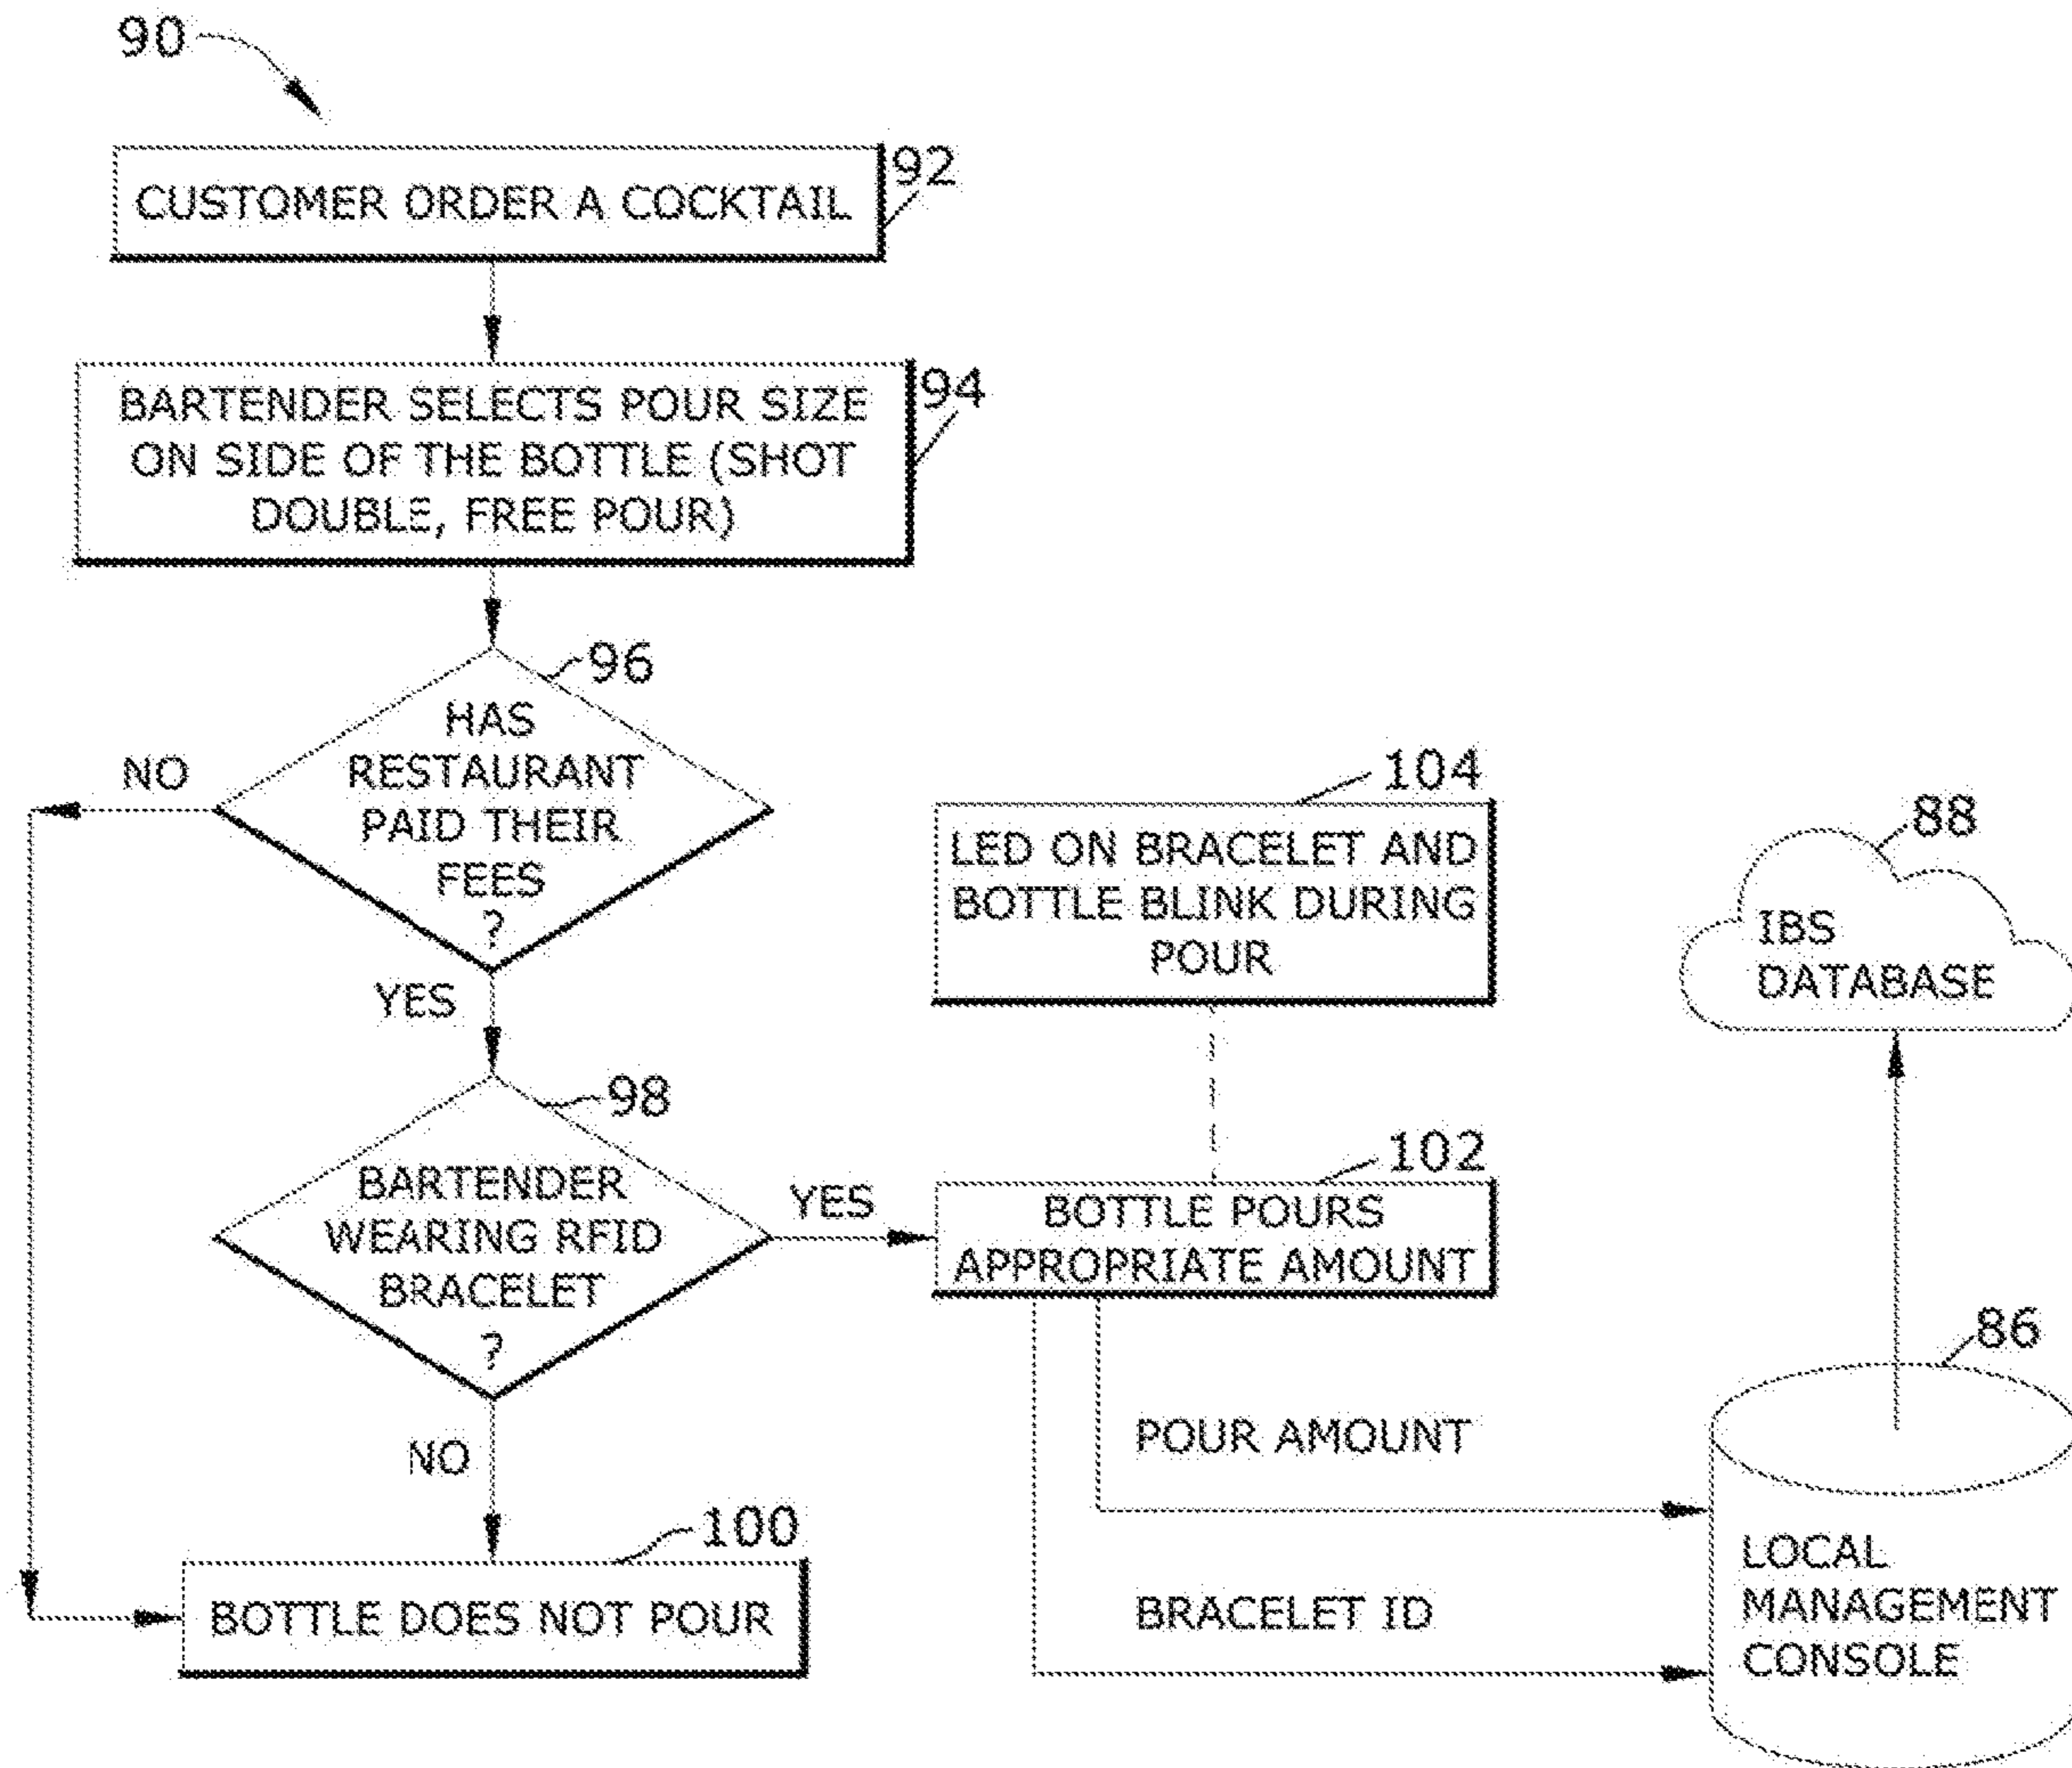 90
CUSTOMER ORDER A COCKTAIL
92
BARTENDER SELECTS POUR SIZE
ON SIDE OF THE BOTTLE (SHOT
DOUBLE, FREE POUR)
94
96
HAS
RESTAURANT
PAID THEIR
FEES
?
NO
YES
98
BARTENDER
WEARING RFID
BRACELET
?
YES
NO
100
BOTTLE DOES NOT POUR
104
LED ON BRACELET AND
BOTTLE BLINK DURING
POUR
102
BOTTLE POURS
APPROPRIATE AMOUNT
POUR AMOUNT
BRACELET ID
88
IBS
DATABASE
86
LOCAL
MANAGEMENT
CONSOLE